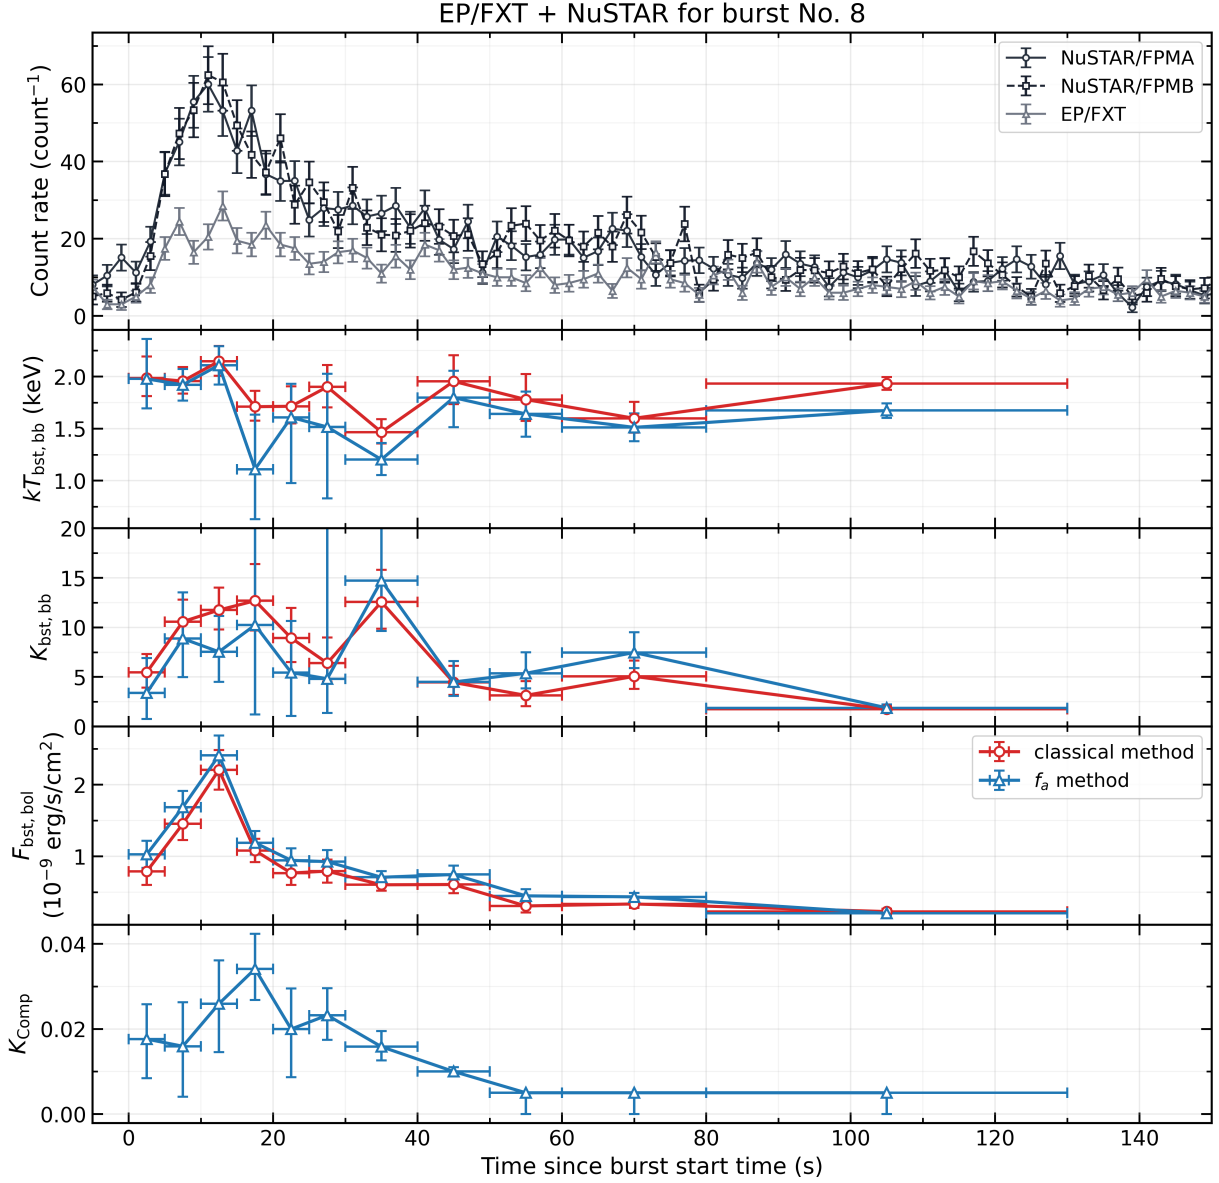 EP/FXT + NuSTAR for burst No. 8
Count rate (count⁻¹)
60
40
20
0
NuSTAR/FPMA
NuSTAR/FPMB
EP/FXT
kT_bst, bb (keV)
2.0
1.5
1.0
K_bst, bb
20
15
10
5
0
F_bst, bol
(10⁻⁹ erg/s/cm²)
2
1
classical method
f_a method
K_Comp
0.04
0.02
0.00
0 20 40 60 80 100 120 140
Time since burst start time (s)